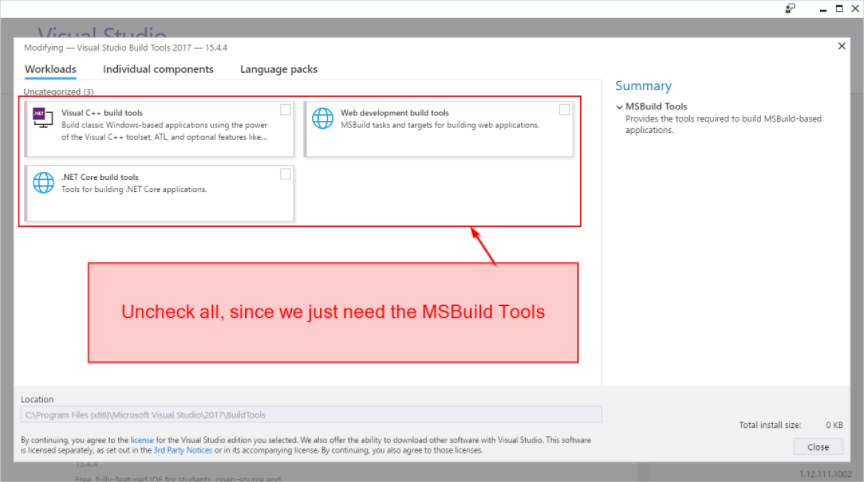 Visual Studio
Modifying — Visual Studio Build Tools 2017 — 15.4.4
Workloads
Individual components
Language packs
Uncategorized (3)
Visual C++ build tools
Build classic Windows-based applications using the power
of the Visual C++ toolset, ATL, and optional features like...
Web development build tools
MSBuild tasks and targets for building web applications.
.NET Core build tools
Tools for building .NET Core applications.
Summary
MSBuild Tools
Provides the tools required to build MSBuild-based
applications.
Uncheck all, since we just need the MSBuild Tools
Location
C:\Program Files (x86)\Microsoft Visual Studio\2017\BuildTools
Total install size: 0 KB
By continuing, you agree to the license for the Visual Studio edition you selected. We also offer the ability to download other software with Visual Studio. This software
is licensed separately, as set out in the 3rd Party Notices or in its accompanying license. By continuing, you also agree to those licenses.
Close
15.4.4
Free, fully-featured IDE for students, open-source and
1.12.111.1002